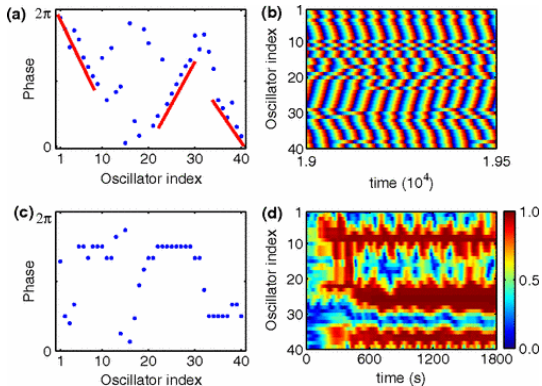 (a)
2π
Phase
0
1 10 20 30 40
Oscillator index
(b)
1
10
20
30
40
Oscillator index
1.9 1.95
time (10⁴)
(c)
2π
Phase
0
1 10 20 30 40
Oscillator index
(d)
1
10
20
30
40
Oscillator index
0 600 1200 1800
time (s)
1.0
0.5
0.0